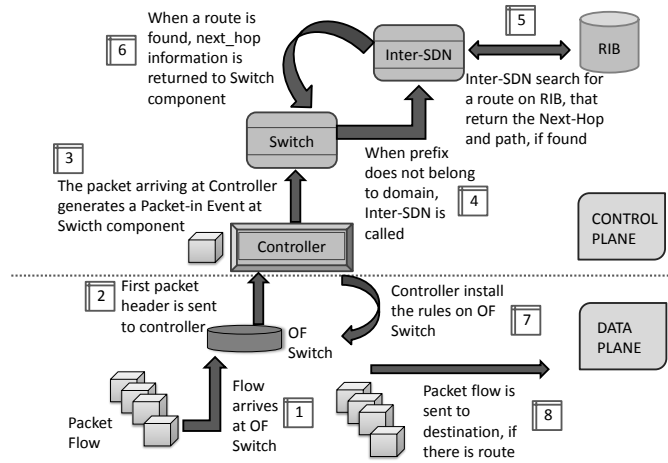 When a route is
found, next_hop
information is
returned to Switch
component
6
Inter-SDN
5
RIB
Inter-SDN search for
a route on RIB, that
return the Next-Hop
and path, if found
Switch
3
The packet arriving at Controller
generates a Packet-in Event at
Swicth component
When prefix
does not belong
to domain,
Inter-SDN is
called
4
Controller
CONTROL
PLANE
2
First packet
header is sent
to controller
Controller install
the rules on OF
Switch
7
OF
Switch
DATA
PLANE
Packet
Flow
Flow
arrives
at OF
Switch
1
Packet flow is
sent to
destination, if
there is route
8